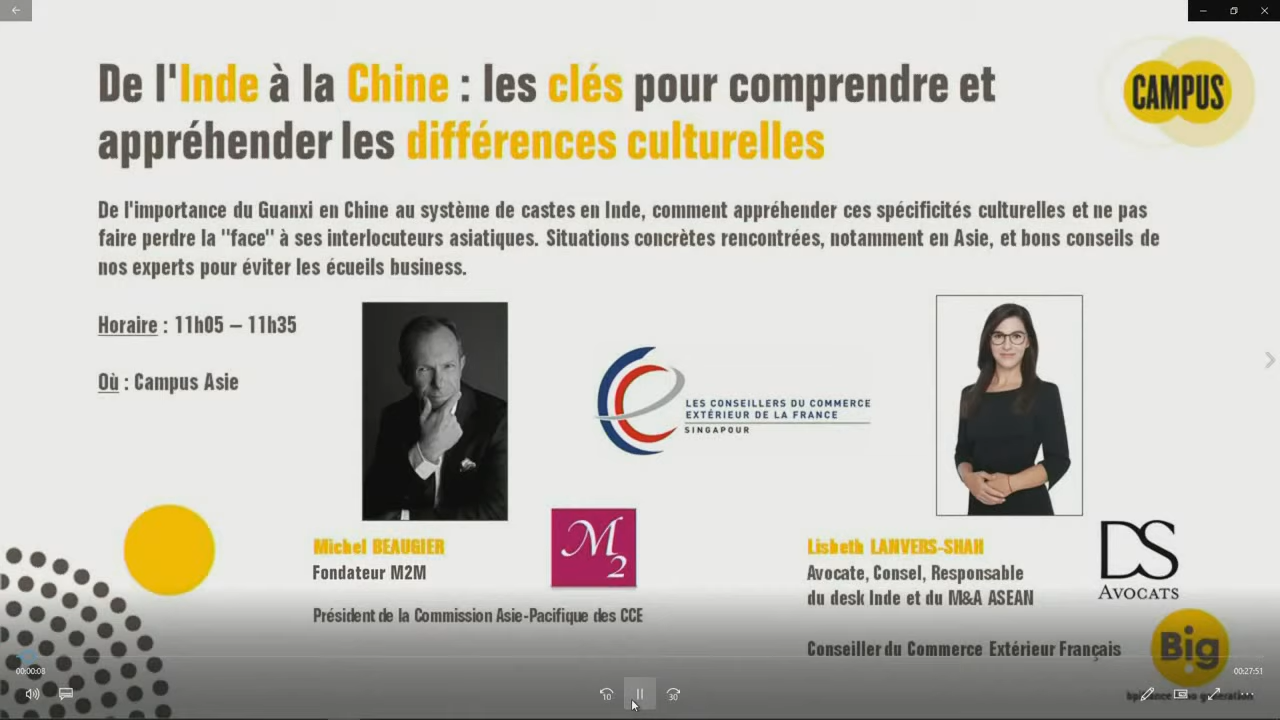 De l'Inde à la Chine : les clés pour comprendre et
appréhender les différences culturelles
CAMPUS
De l'importance du Guanxi en Chine au système de castes en Inde, comment appréhender ces spécificités culturelles et ne pas
faire perdre la "face" à ses interlocuteurs asiatiques. Situations concrètes rencontrées, notamment en Asie, et bons conseils de
nos experts pour éviter les écueils business.
Horaire : 11h05 – 11h35
Où : Campus Asie
LES CONSEILLERS DU COMMERCE
EXTÉRIEUR DE LA FRANCE
SINGAPOUR
Michel BEAUGIER
Fondateur M2M
Président de la Commission Asie-Pacifique des CCE
M2
Lisbeth LANVERS-SHAH
Avocate, Consel, Responsable
du desk Inde et du M&A ASEAN
Conseiller du Commerce Extérieur Français
DS
AVOCATS
Big
00:00:03
00:27:51
10
30